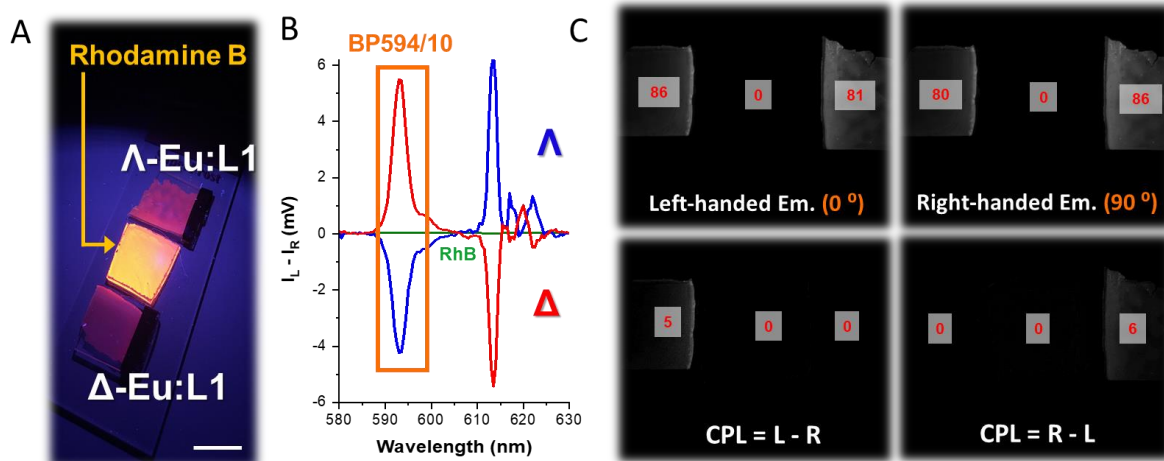 A
Rhodamine B
Λ-Eu:L1
Δ-Eu:L1
B
BP594/10
6
4
2
0
-2
-4
-6
I_L - I_R (mV)
Λ
RhB
Δ
580 590 600 610 620 630
Wavelength (nm)
C
86 0 81
Left-handed Em. (0 º)
80 0 86
Right-handed Em. (90 º)
5 0 0
CPL = L - R
0 0 6
CPL = R - L